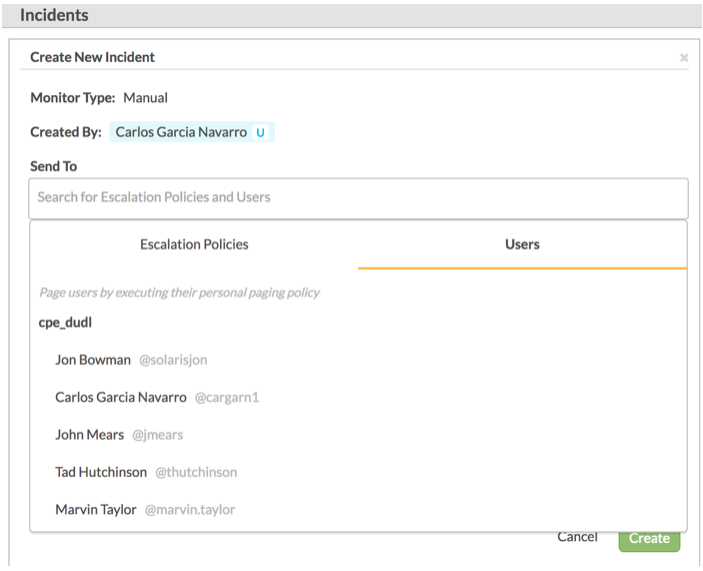 Incidents
Create New Incident ×
Monitor Type: Manual
Created By: Carlos Garcia Navarro U
Send To
Search for Escalation Policies and Users
Escalation Policies Users
Page users by executing their personal paging policy
cpe_dudl
Jon Bowman @solarisjon
Carlos Garcia Navarro @cargarn1
John Mears @jmears
Tad Hutchinson @thutchinson
Marvin Taylor @marvin.taylor
Cancel Create